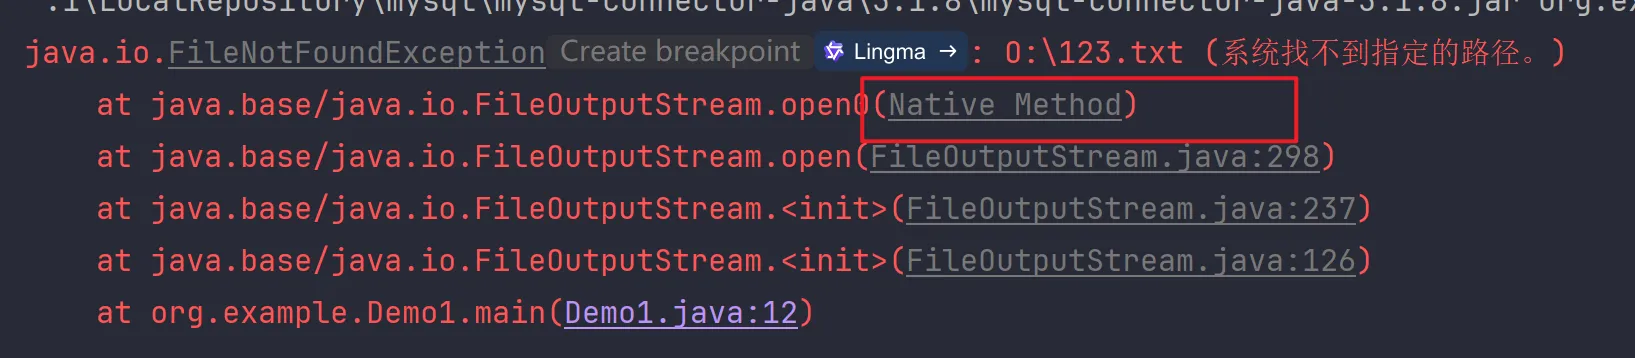 .1\LocalRepository\mysql\mysql-connector-java\5.1.8\mysql-connector-java-5.1.8.jar org.ex
java.io.FileNotFoundException Create breakpoint Lingma → : O:\123.txt (系统找不到指定的路径。)
at java.base/java.io.FileOutputStream.open0(Native Method)
at java.base/java.io.FileOutputStream.open(FileOutputStream.java:298)
at java.base/java.io.FileOutputStream.<init>(FileOutputStream.java:237)
at java.base/java.io.FileOutputStream.<init>(FileOutputStream.java:126)
at org.example.Demo1.main(Demo1.java:12)